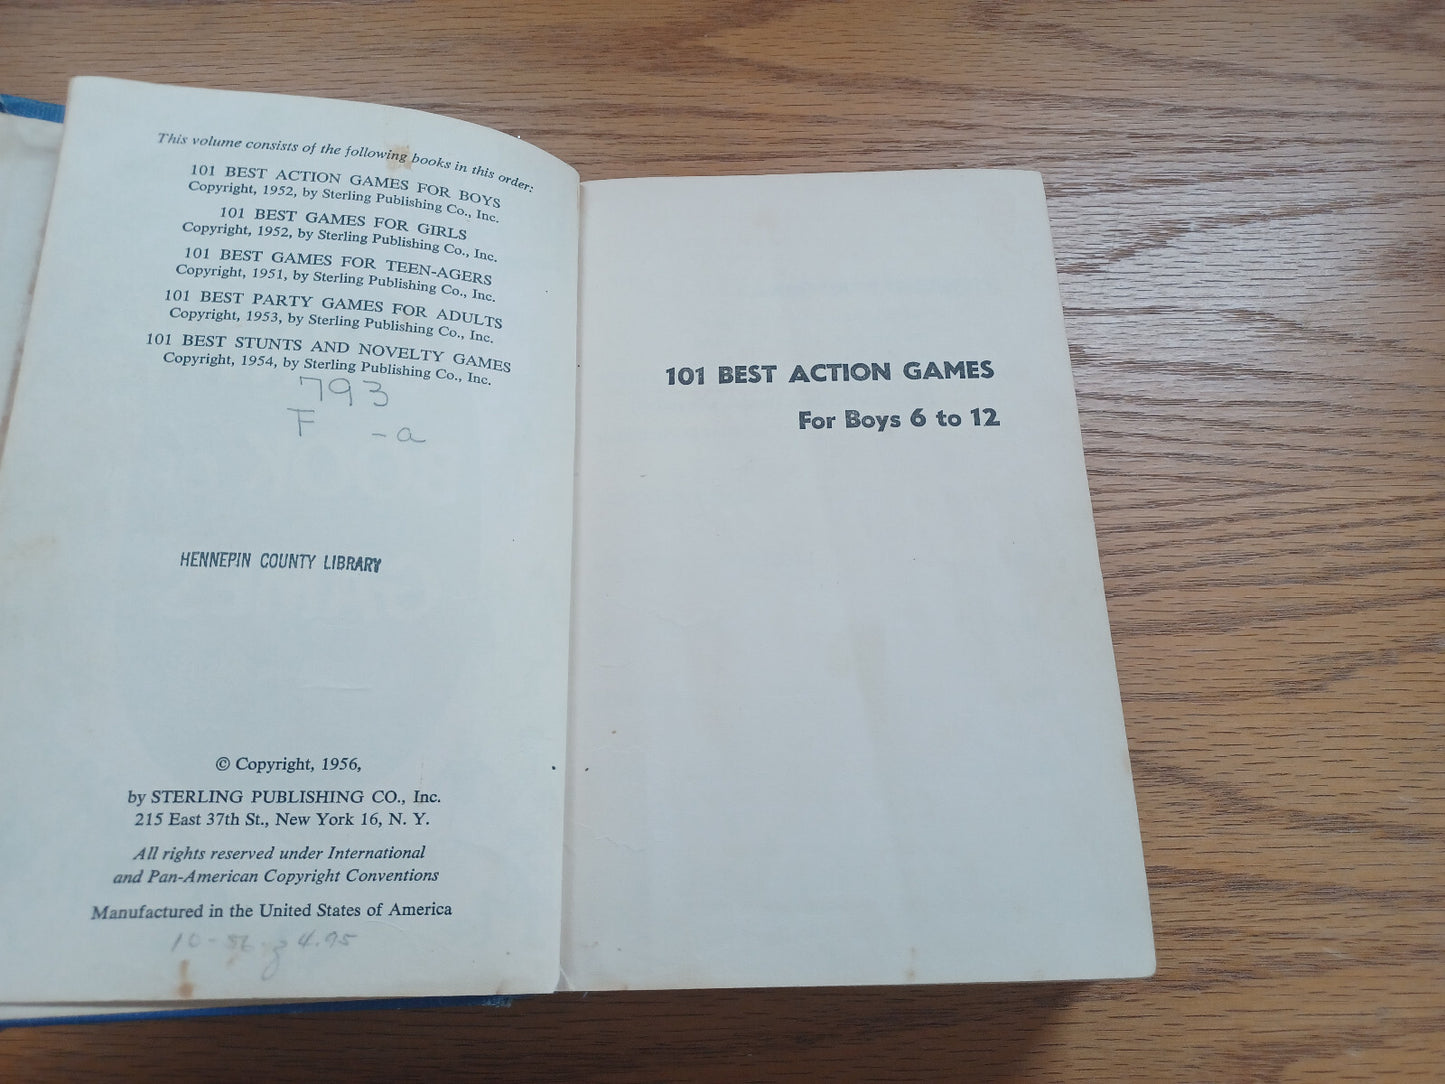 This volume consists of the following books in this order:
101 BEST ACTION GAMES FOR BOYS
Copyright, 1952, by Sterling Publishing Co., Inc.
101 BEST GAMES FOR GIRLS
Copyright, 1952, by Sterling Publishing Co., Inc.
101 BEST GAMES FOR TEEN-AGERS
Copyright, 1951, by Sterling Publishing Co., Inc.
101 BEST PARTY GAMES FOR ADULTS
Copyright, 1953, by Sterling Publishing Co., Inc.
101 BEST STUNTS AND NOVELTY GAMES
Copyright, 1954, by Sterling Publishing Co., Inc.
793
F -a
HENNEPIN COUNTY LIBRARY
© Copyright, 1956,
by STERLING PUBLISHING CO., Inc.
215 East 37th St., New York 16, N. Y.
All rights reserved under International
and Pan-American Copyright Conventions
Manufactured in the United States of America
10-56 4.95
101 BEST ACTION GAMES
For Boys 6 to 12